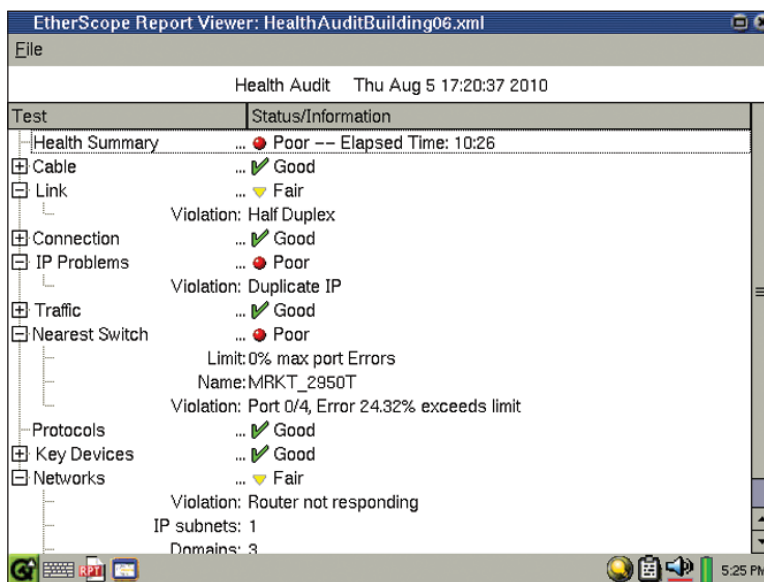 EtherScope Report Viewer: HealthAuditBuilding06.xml
File
Health Audit Thu Aug 5 17:20:37 2010
Test Status/Information
Health Summary ... Poor -- Elapsed Time: 10:26
Cable ... Good
Link ... Fair
Violation: Half Duplex
Connection ... Good
IP Problems ... Poor
Violation: Duplicate IP
Traffic ... Good
Nearest Switch ... Poor
Limit: 0% max port Errors
Name: MRKT_2950T
Violation: Port 0/4, Error 24.32% exceeds limit
Protocols ... Good
Key Devices ... Good
Networks ... Fair
Violation: Router not responding
IP subnets: 1
Domains: 3
RPT
5:25 PM